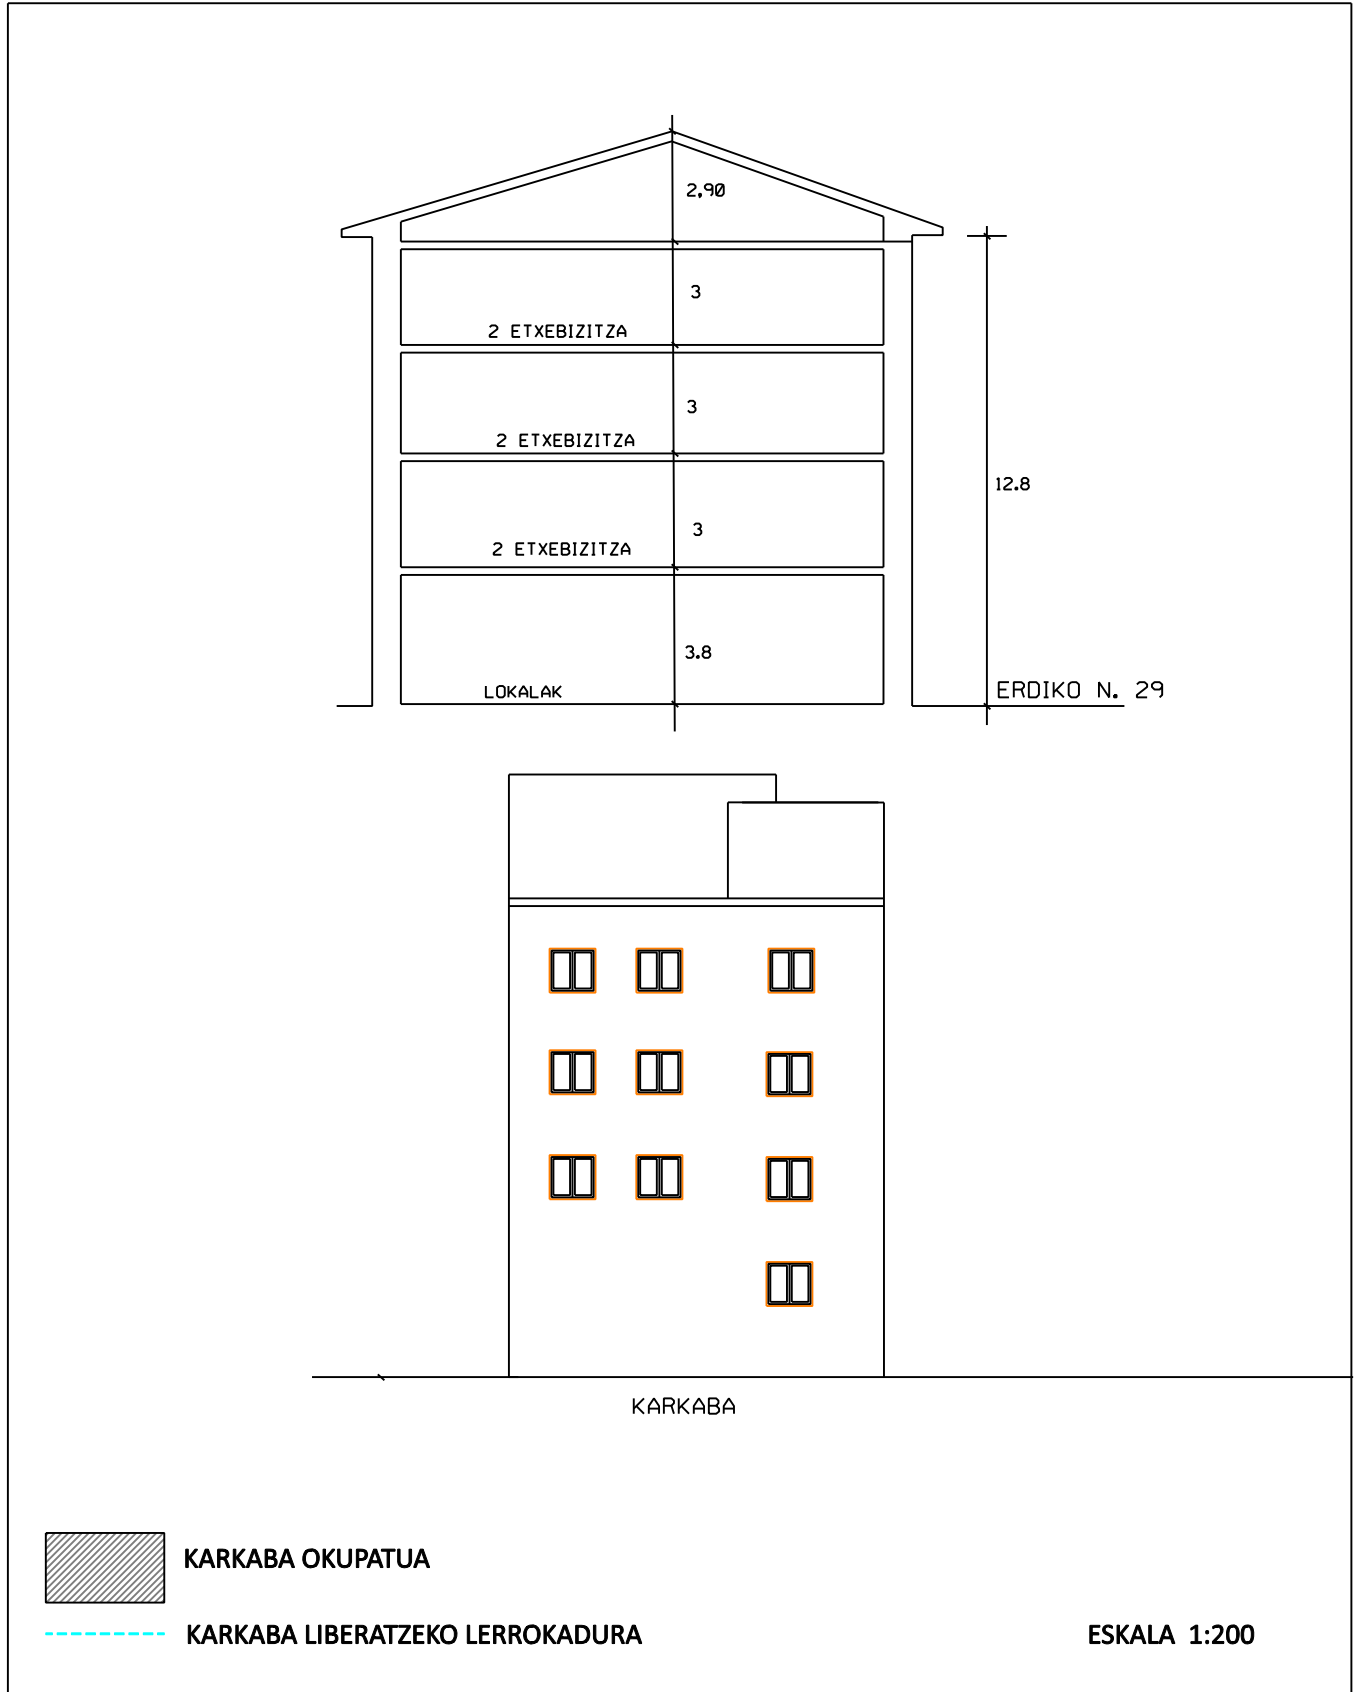 2,90
3
2 ETXEBIZITZA
3
2 ETXEBIZITZA
12.8
3
2 ETXEBIZITZA
3.8
LOKALAK
ERDIKO N. 29
KARKABA
KARKABA OKUPATUA
KARKABA LIBERATZEKO LERROKADURA
ESKALA 1:200